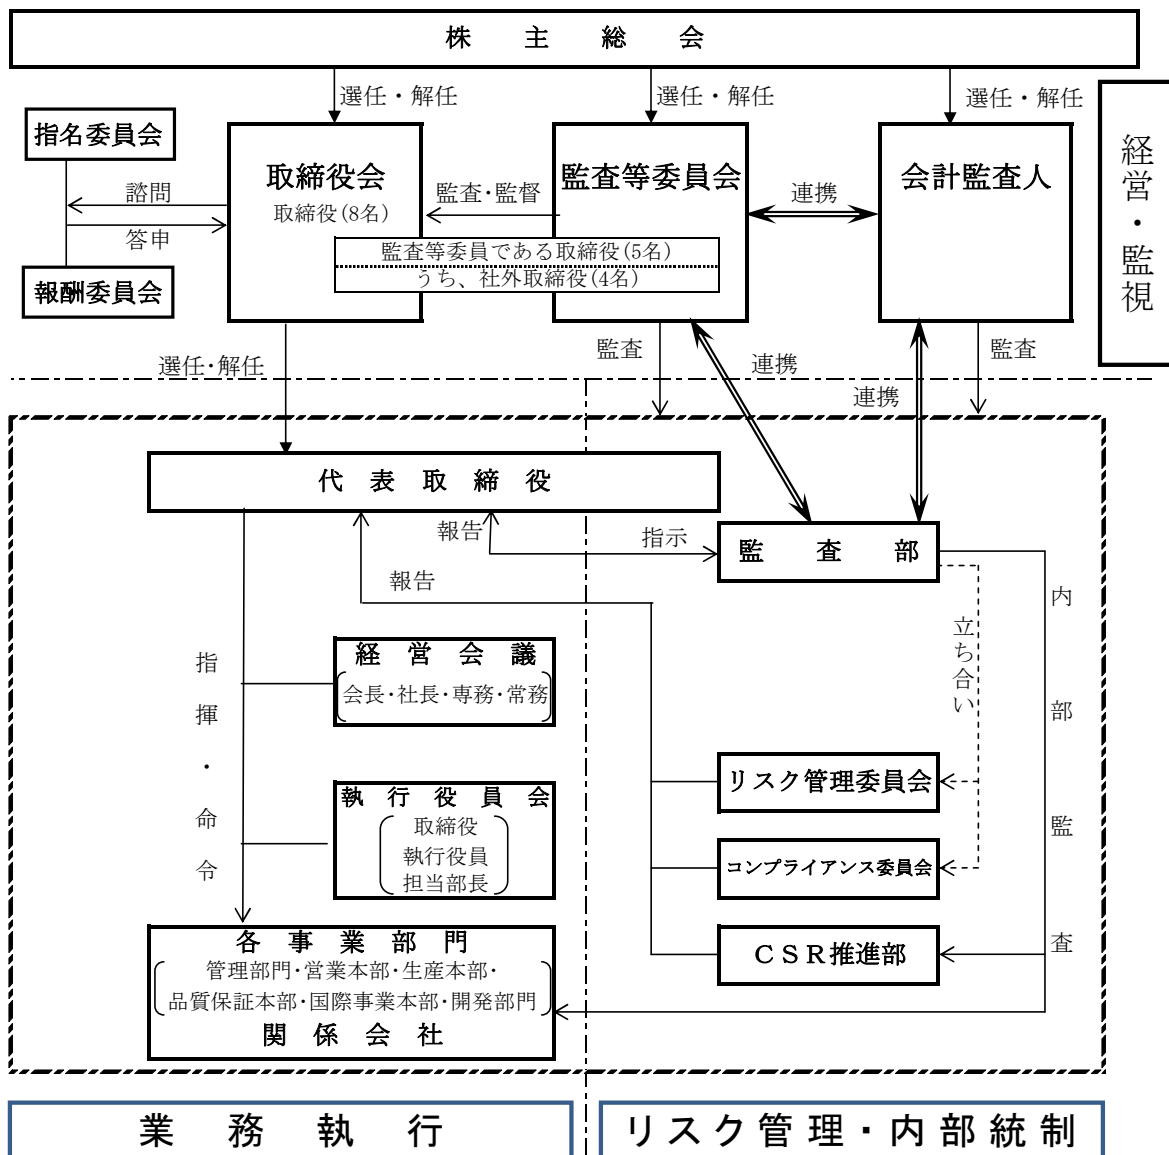 株主総会
選任・解任
選任・解任
選任・解任
指名委員会
諮問
答申
報酬委員会
取締役会
取締役(8名)
監査・監督
監査等委員会
連携
会計監査人
監査等委員である取締役(5名)
うち、社外取締役(4名)
経営・監視
選任・解任
監査
連携
連携
監査
代表取締役
報告
指示
監査部
報告
内部監査
立ち合い
指揮・命令
経営会議
会長・社長・専務・常務
執行役員会
取締役
執行役員
担当部長
リスク管理委員会
コンプライアンス委員会
CSR推進部
各事業部門
管理部門・営業本部・生産本部・
品質保証本部・国際事業本部・開発部門
関係会社
業務執行
リスク管理・内部統制